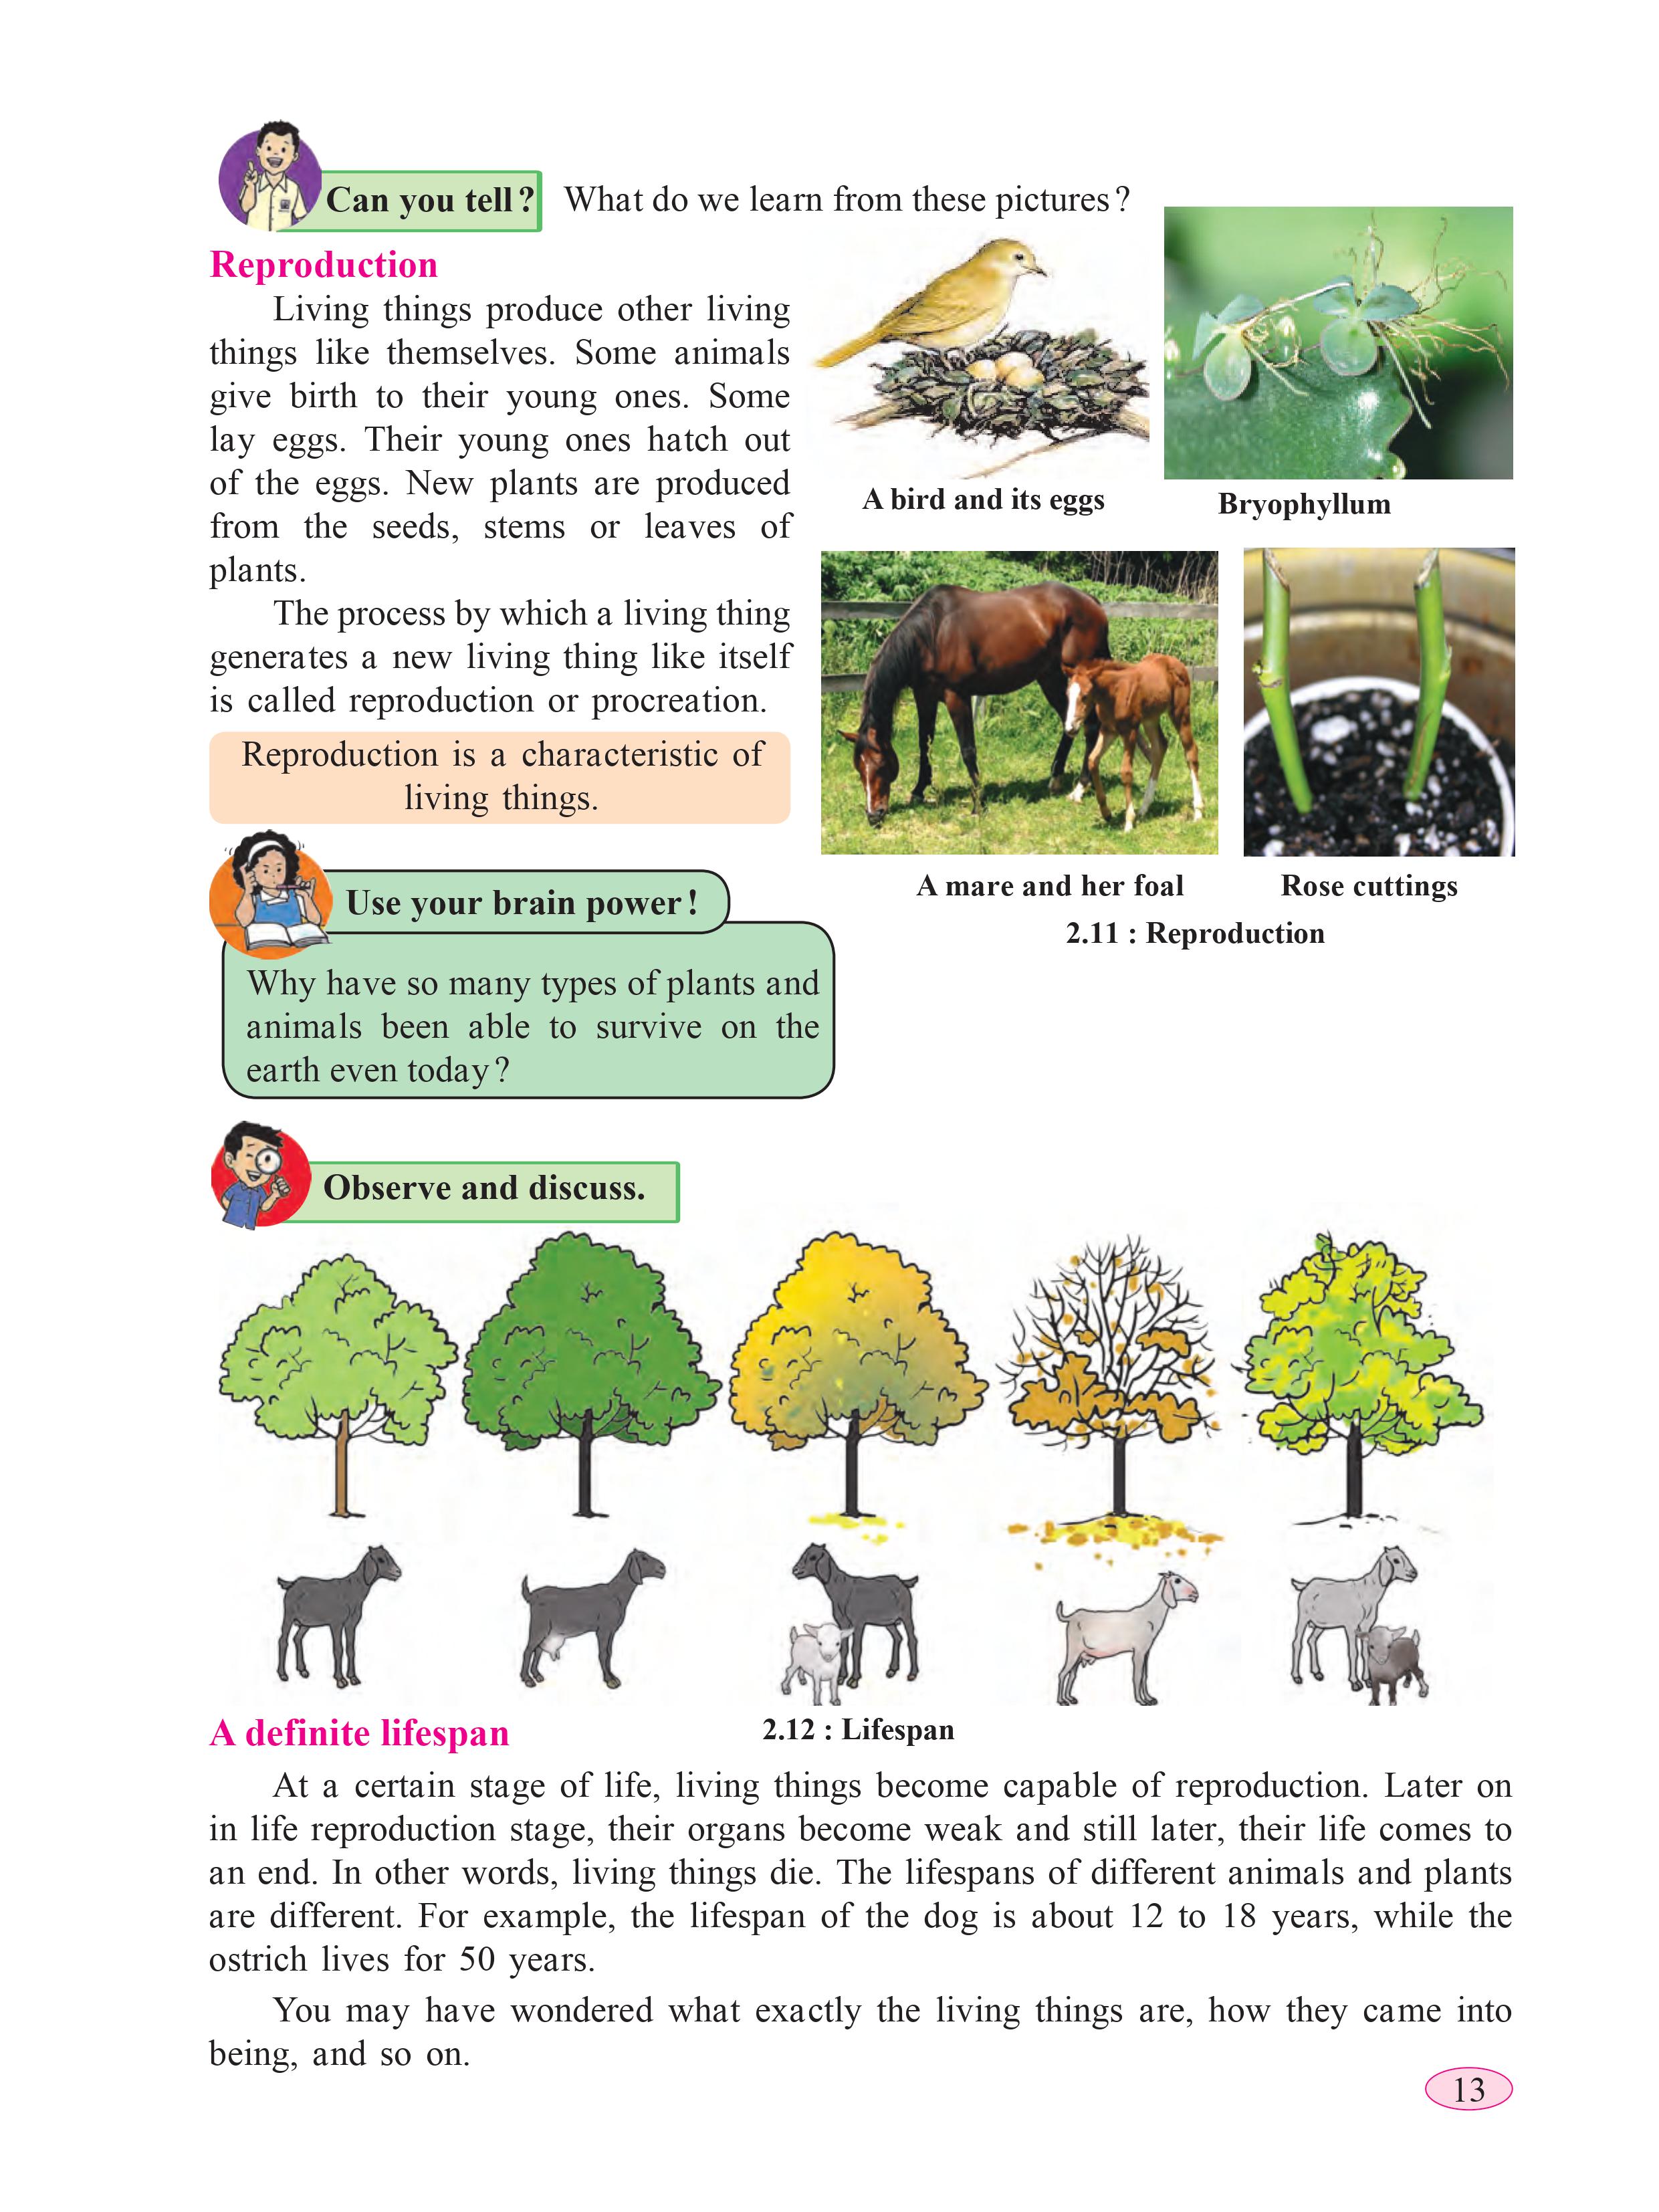 Can you tell?
What do we learn from these pictures?
Reproduction
Living things produce other living
things like themselves. Some animals
give birth to their young ones. Some
lay eggs. Their young ones hatch out
of the eggs. New plants are produced
from the seeds, stems or leaves of
plants.
The process by which a living thing
generates a new living thing like itself
is called reproduction or procreation.
Reproduction is a characteristic of
living things.
A bird and its eggs
Bryophyllum
A mare and her foal
Rose cuttings
2.11 : Reproduction
Use your brain power!
Why have so many types of plants and
animals been able to survive on the
earth even today?
Observe and discuss.
2.12 : Lifespan
A definite lifespan
At a certain stage of life, living things become capable of reproduction. Later on
in life reproduction stage, their organs become weak and still later, their life comes to
an end. In other words, living things die. The lifespans of different animals and plants
are different. For example, the lifespan of the dog is about 12 to 18 years, while the
ostrich lives for 50 years.
You may have wondered what exactly the living things are, how they came into
being, and so on.
13